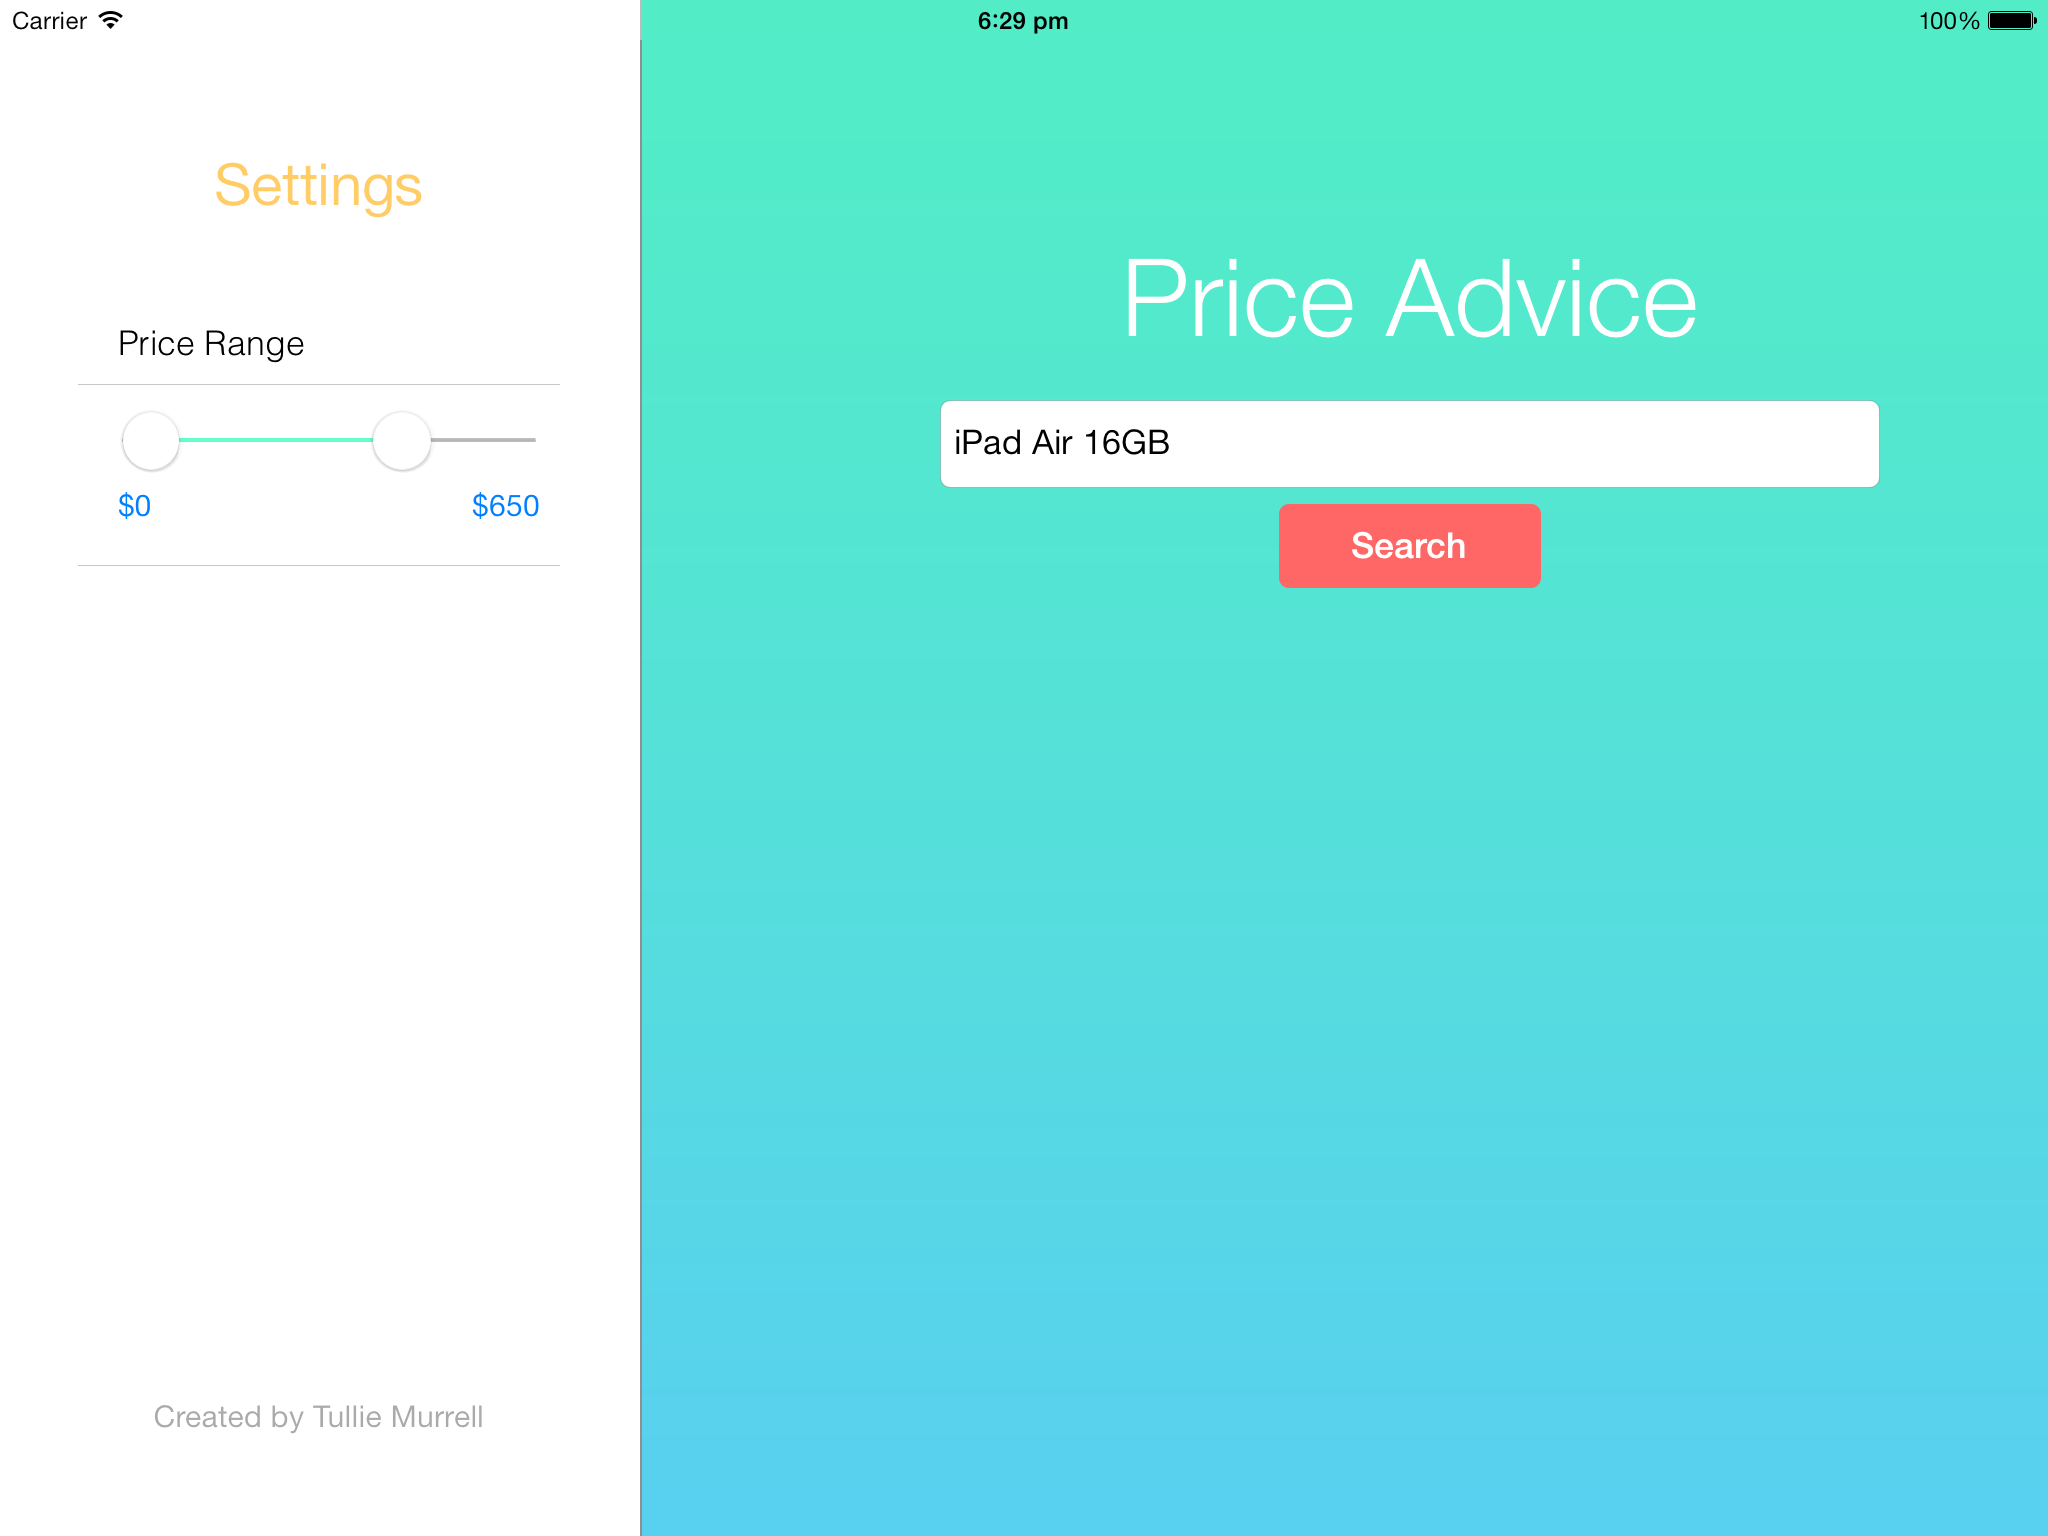 Carrier
6:29 pm
100%
Settings
Price Range
$0
$650
Created by Tullie Murrell
Price Advice
iPad Air 16GB
Search